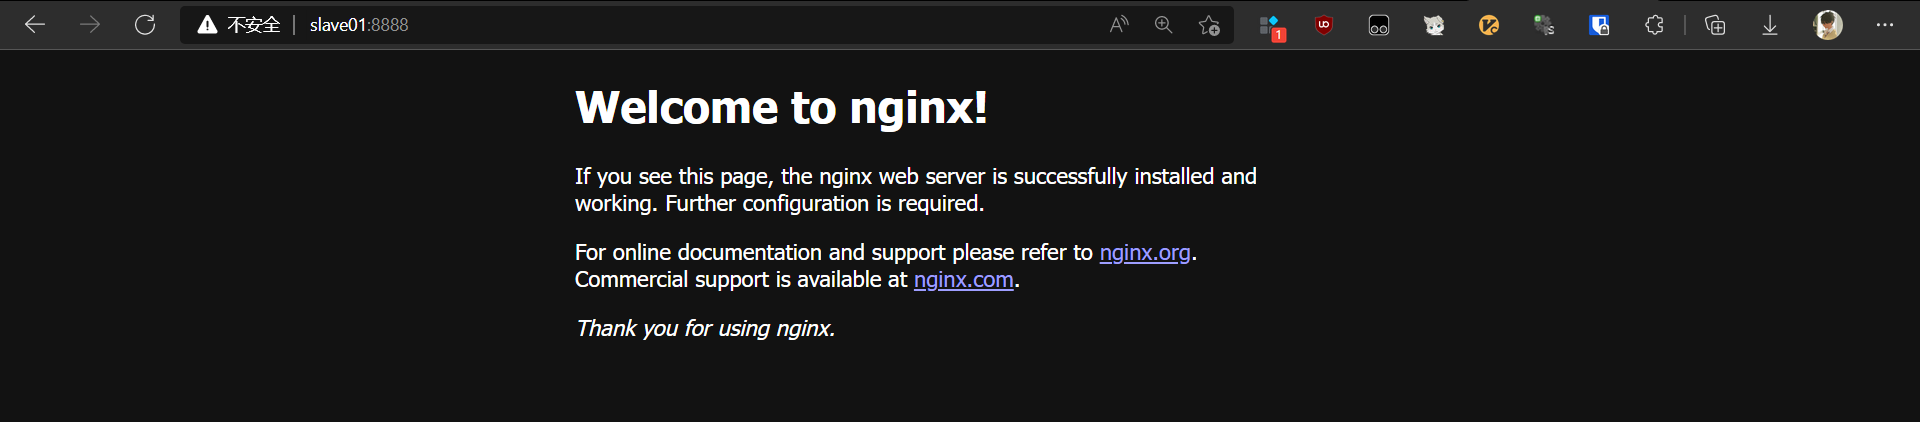 不安全 slave01:8888
1
Welcome to nginx!
If you see this page, the nginx web server is successfully installed and
working. Further configuration is required.
For online documentation and support please refer to nginx.org.
Commercial support is available at nginx.com.
Thank you for using nginx.